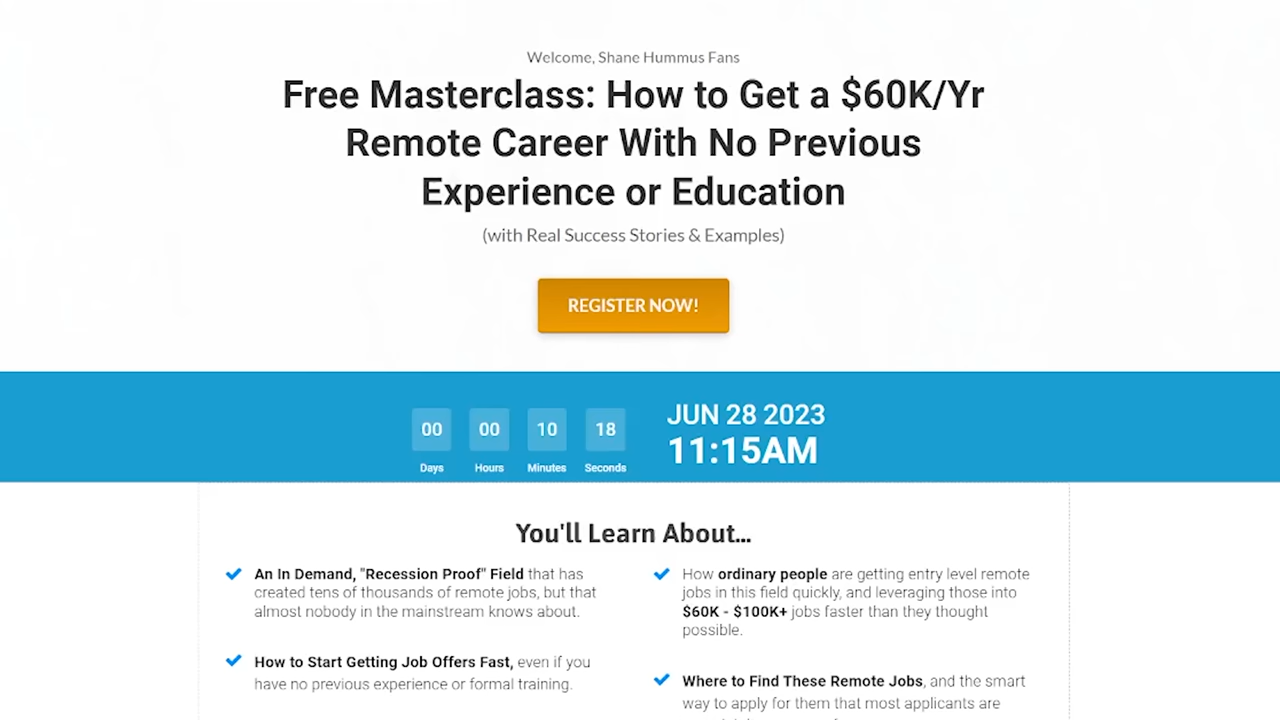 Welcome, Shane Hummus Fans
Free Masterclass: How to Get a $60K/Yr
Remote Career With No Previous
Experience or Education
(with Real Success Stories & Examples)
REGISTER NOW!
00 00 10 18
Days Hours Minutes Seconds
JUN 28 2023
11:15AM
You'll Learn About...
An In Demand, "Recession Proof" Field that has
created tens of thousands of remote jobs, but that
almost nobody in the mainstream knows about.
How to Start Getting Job Offers Fast, even if you
have no previous experience or formal training.
How ordinary people are getting entry level remote
jobs in this field quickly, and leveraging those into
$60K - $100K+ jobs faster than they thought
possible.
Where to Find These Remote Jobs, and the smart
way to apply for them that most applicants are